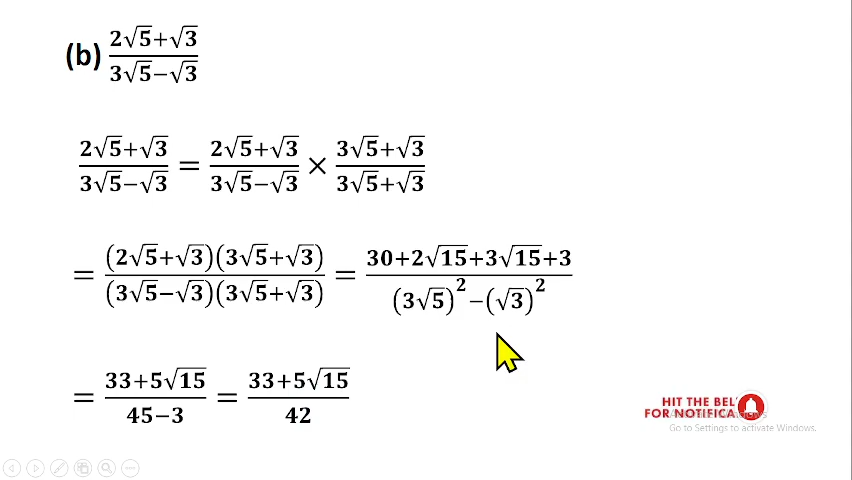 (b) (2√5+√3)/(3√5−√3)
(2√5+√3)/(3√5−√3) = (2√5+√3)/(3√5−√3) × (3√5+√3)/(3√5+√3)
= ((2√5+√3)(3√5+√3))/((3√5−√3)(3√5+√3)) = (30+2√15+3√15+3)/((3√5)²−(√3)²)
= (33+5√15)/(45−3) = (33+5√15)/42
HIT THE
FOR
Go to Settings to activate Windows.